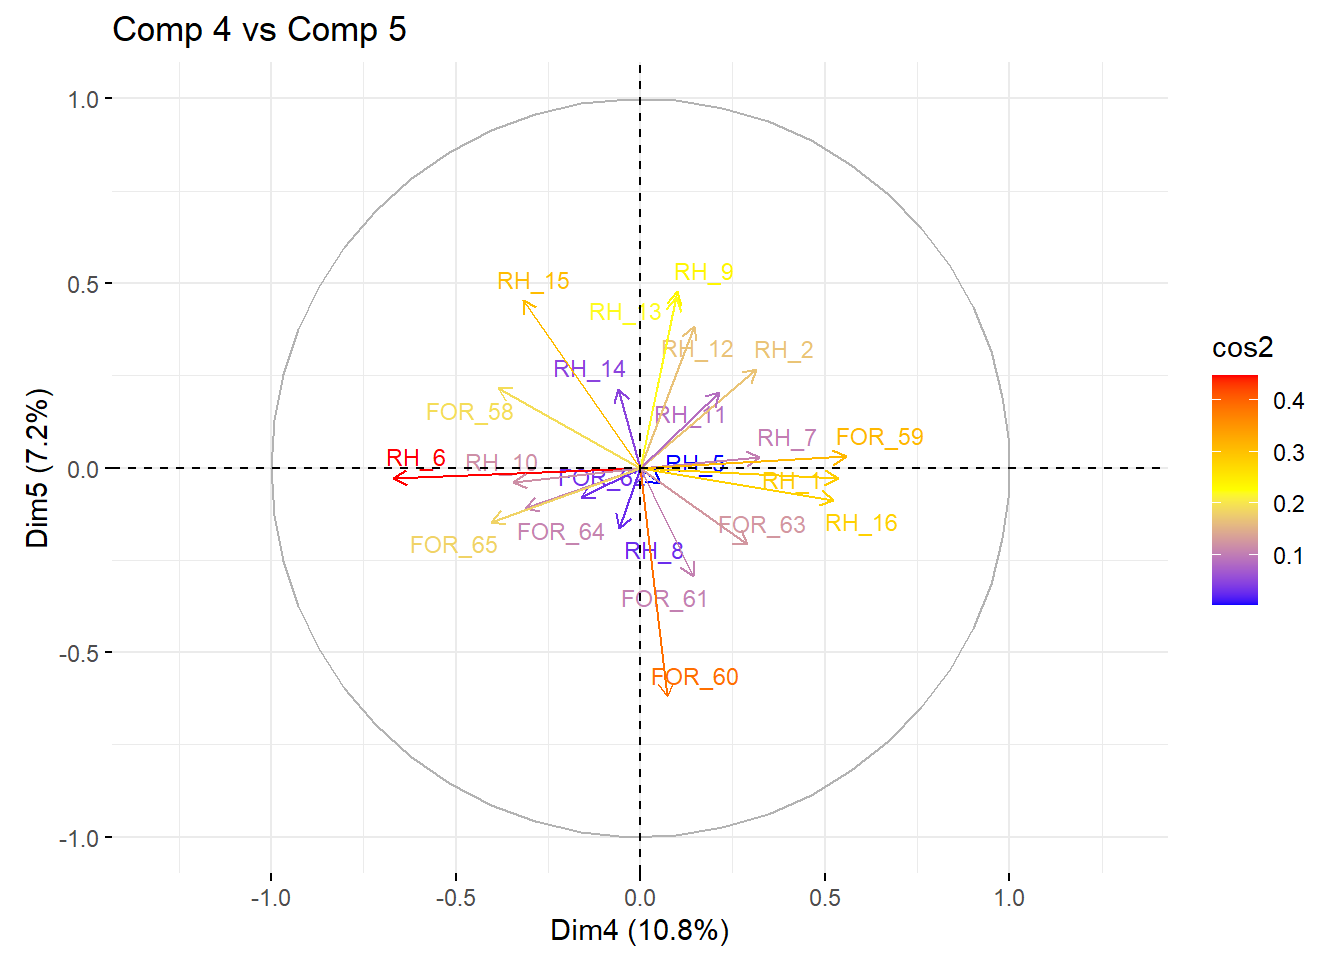 Comp 4 vs Comp 5
Dim5 (7.2%)
1.0
0.5
0.0
-0.5
-1.0
RH_15
RH_9
RH_13
RH_12
RH_2
RH_14
FOR_58
RH_11
RH_7
FOR_59
RH_6
RH_10
RH_5
RH_1
FOR_65
FOR_64
FOR_63
RH_16
RH_8
FOR_61
FOR_60
-1.0
-0.5
0.0
0.5
1.0
Dim4 (10.8%)
cos2
0.4
0.3
0.2
0.1